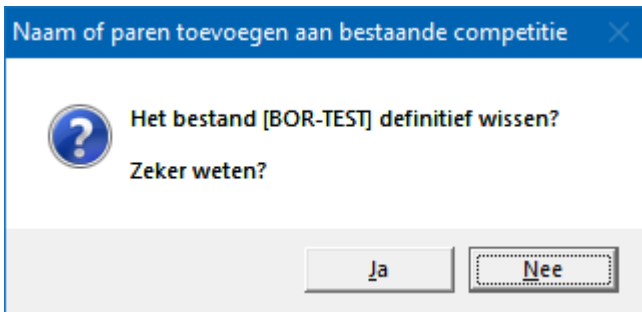 Naam of paren toevoegen aan bestaande competitie
Het bestand [BOR-TEST] definitief wissen?
Zeker weten?
Ja
Nee